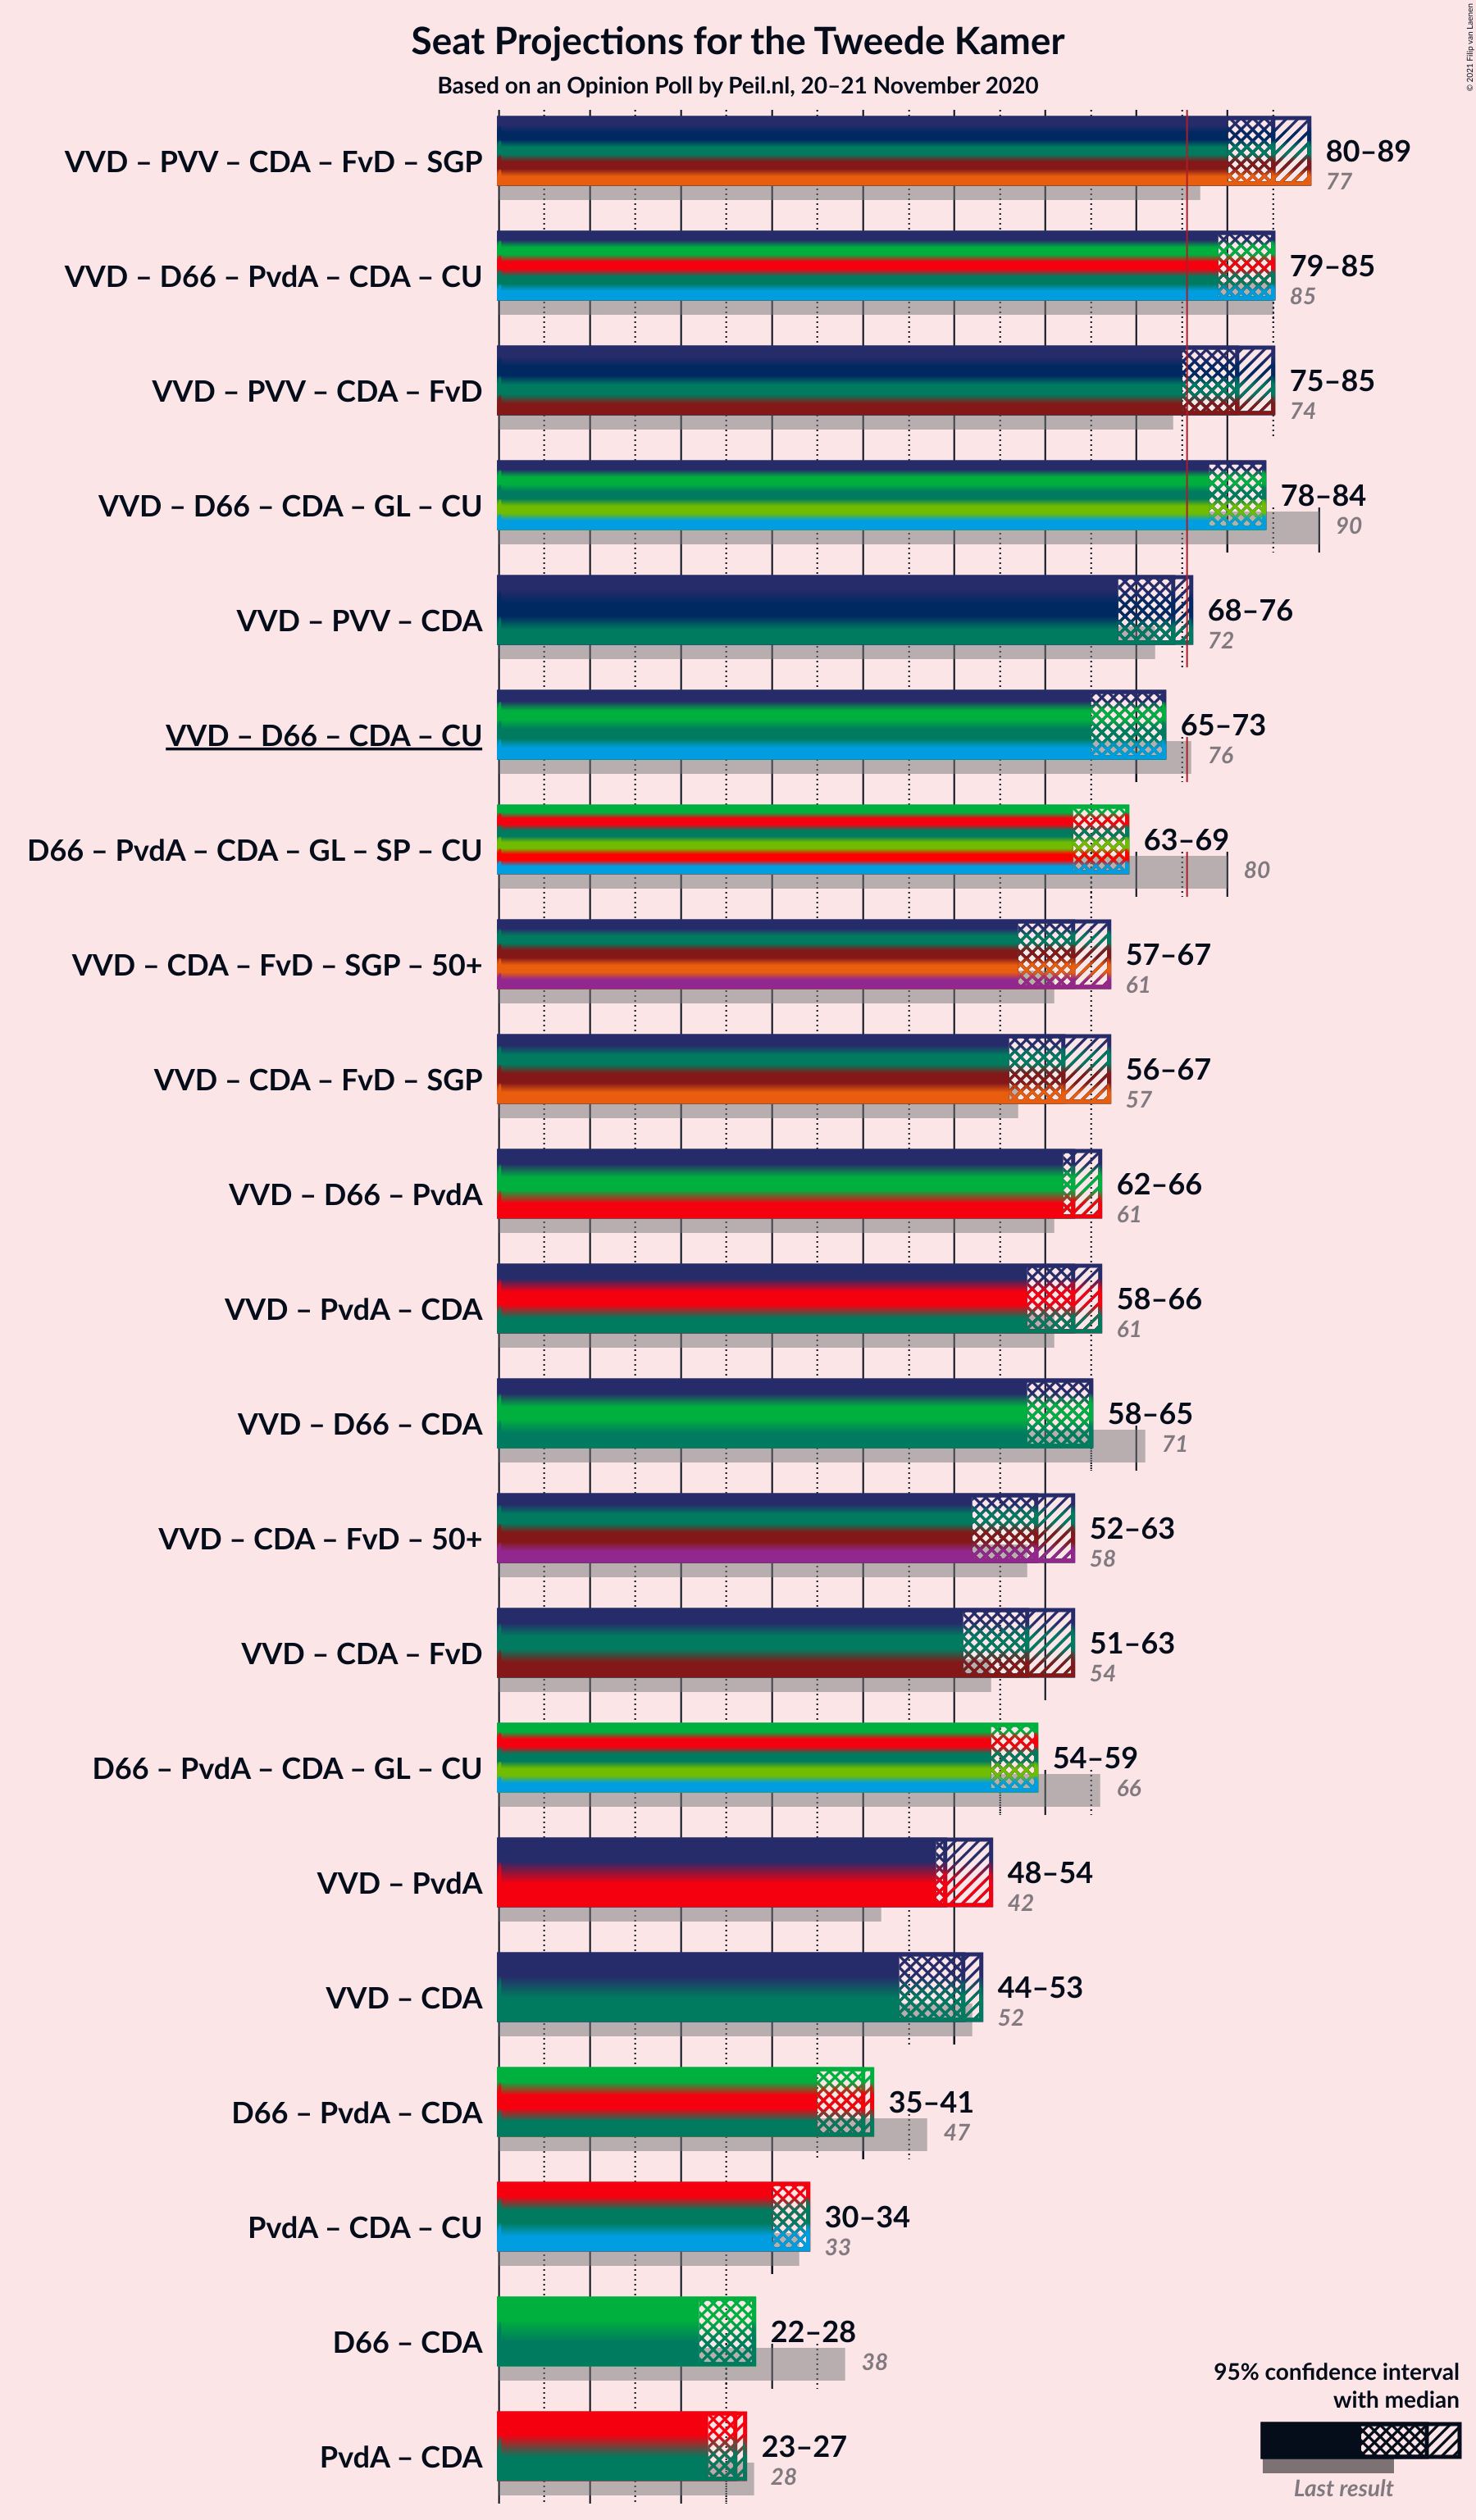 Seat Projections for the Tweede Kamer
Based on an Opinion Poll by Peil.nl, 20–21 November 2020
© 2021 Filip van Laenen
VVD – PVV – CDA – FvD – SGP
80–89
77
VVD – D66 – PvdA – CDA – CU
79–85
85
VVD – PVV – CDA – FvD
75–85
74
VVD – D66 – CDA – GL – CU
78–84
90
VVD – PVV – CDA
68–76
72
VVD – D66 – CDA – CU
65–73
76
D66 – PvdA – CDA – GL – SP – CU
63–69
80
VVD – CDA – FvD – SGP – 50+
57–67
61
VVD – CDA – FvD – SGP
56–67
57
VVD – D66 – PvdA
62–66
61
VVD – PvdA – CDA
58–66
61
VVD – D66 – CDA
58–65
71
VVD – CDA – FvD – 50+
52–63
58
VVD – CDA – FvD
51–63
54
D66 – PvdA – CDA – GL – CU
54–59
66
VVD – PvdA
48–54
42
VVD – CDA
44–53
52
D66 – PvdA – CDA
35–41
47
PvdA – CDA – CU
30–34
33
D66 – CDA
22–28
38
PvdA – CDA
23–27
28
95% confidence interval
with median
Last result